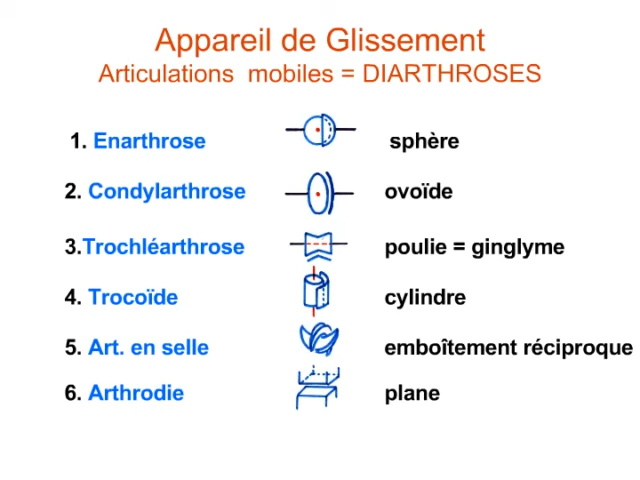 Appareil de Glissement
Articulations mobiles = DIARTHROSES
1. Enarthrose sphère
2. Condylarthrose ovoïde
3.Trochléarthrose poulie = ginglyme
4. Trocoïde cylindre
5. Art. en selle emboîtement réciproque
6. Arthrodie plane